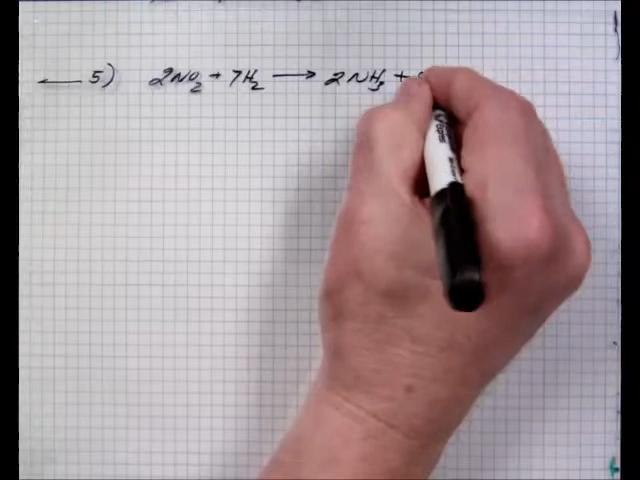 ← 5) 2NO₂ + 7H₂ → 2NH₃ +